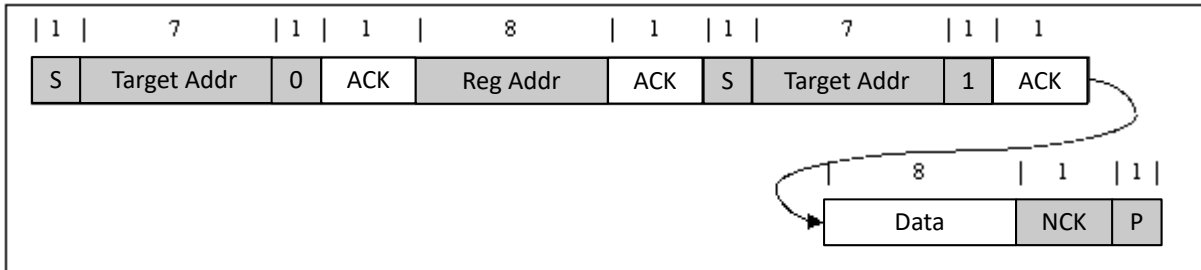 | 1 | 7 | 1 | 1 | 8 | 1 | 1 | 7 | 1 | 1
S Target Addr 0 ACK Reg Addr ACK S Target Addr 1 ACK
| 8 | 1 | 1 |
Data NCK P